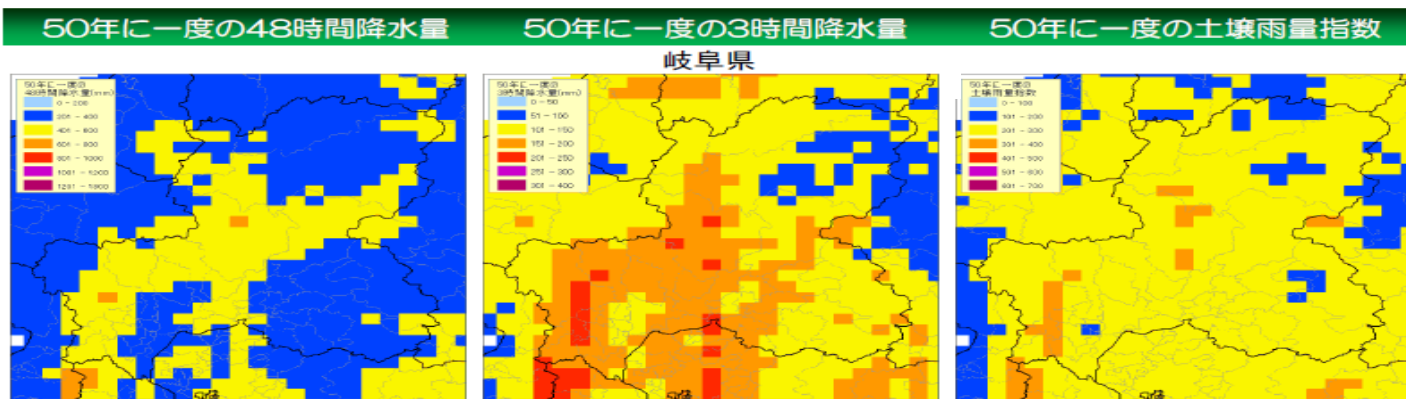 50年に一度の48時間降水量
50年に一度の3時間降水量
50年に一度の土壌雨量指数
岐阜県
50年に一度の
48時間降水量(mm)
0 - 200
201 - 400
401 - 600
601 - 800
801 - 1000
1001 - 1200
1201 - 1300
50年に一度の
3時間降水量(mm)
0 - 50
51 - 100
101 - 150
151 - 200
201 - 250
251 - 300
301 - 400
50年に一度の
土壌雨量指数
0 - 100
101 - 200
201 - 300
301 - 400
401 - 500
501 - 600
601 - 700